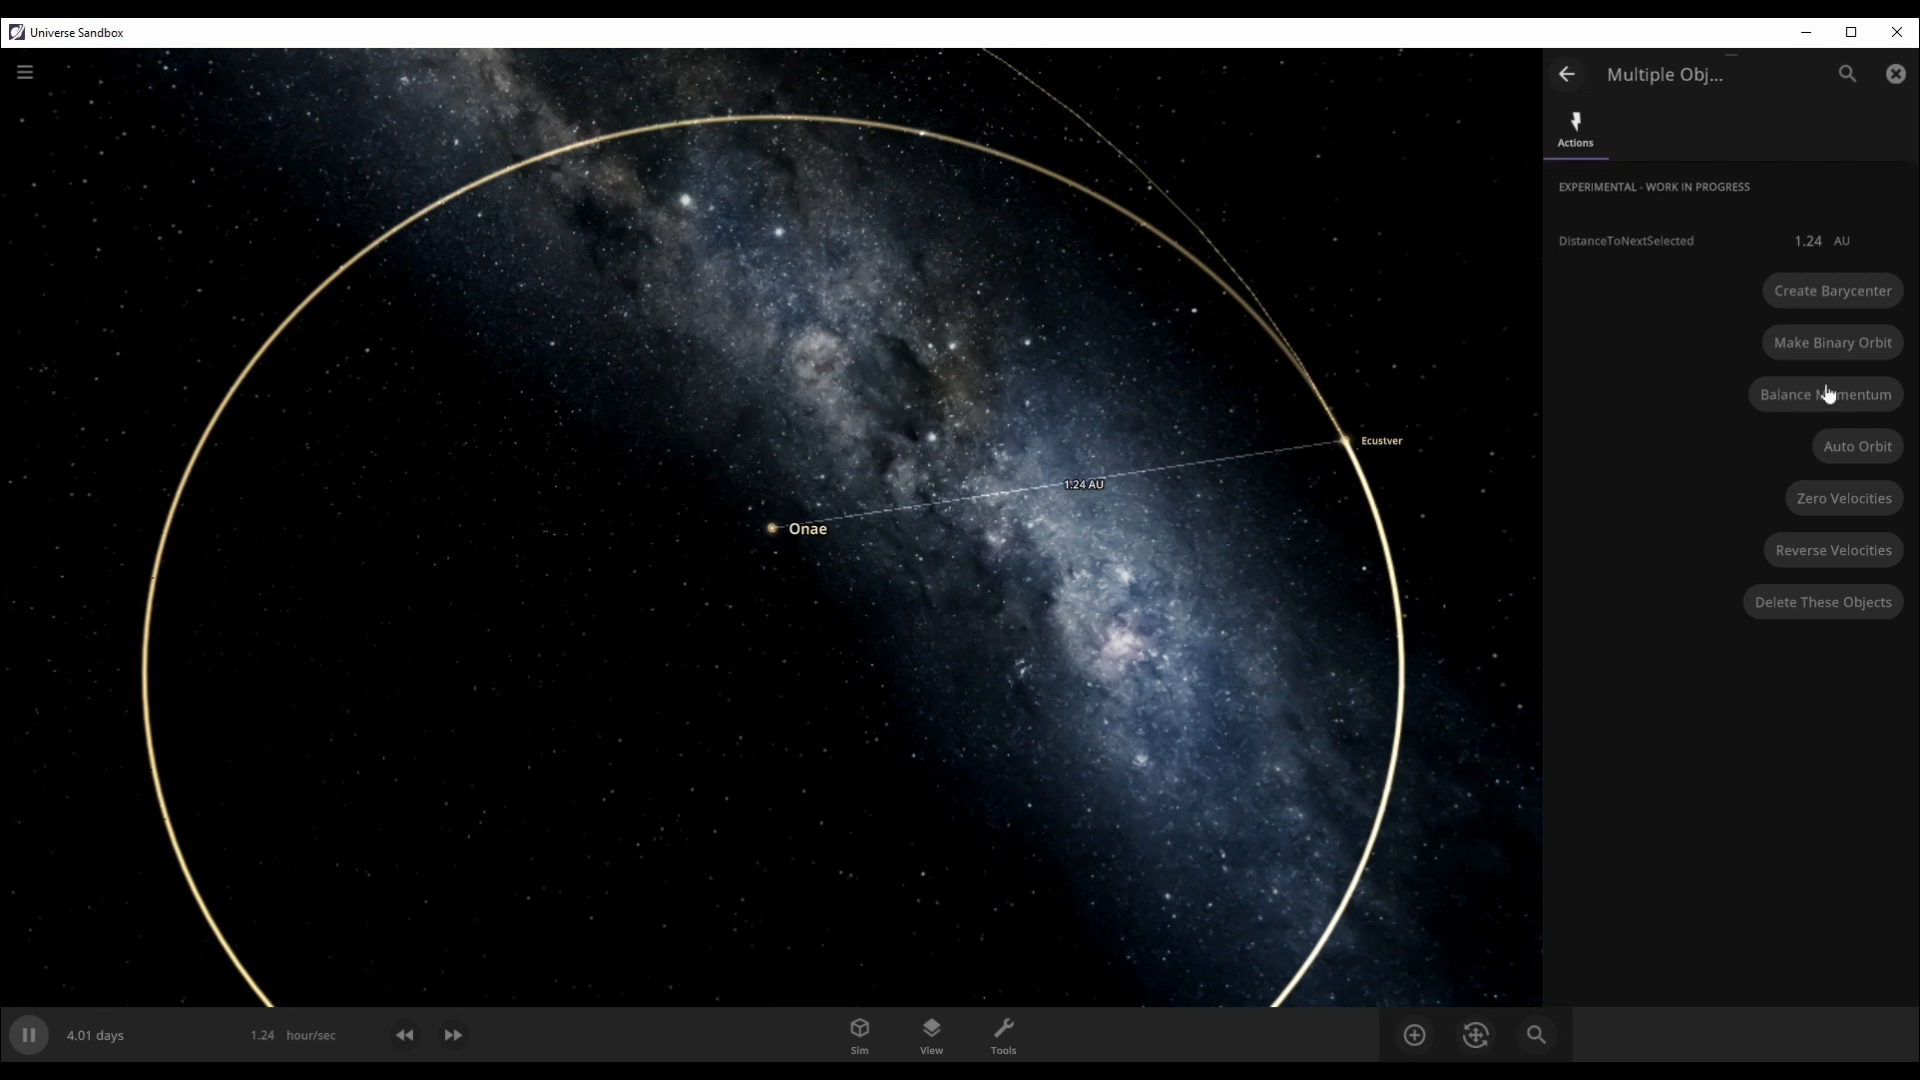 Universe Sandbox
Multiple Obj...
Actions
EXPERIMENTAL - WORK IN PROGRESS
DistanceToNextSelected 1.24 AU
Create Barycenter
Make Binary Orbit
Balance Momentum
Auto Orbit
Zero Velocities
Reverse Velocities
Delete These Objects
Ecustver
1.24 AU
Onae
4.01 days 1.24 hour/sec
Sim View Tools